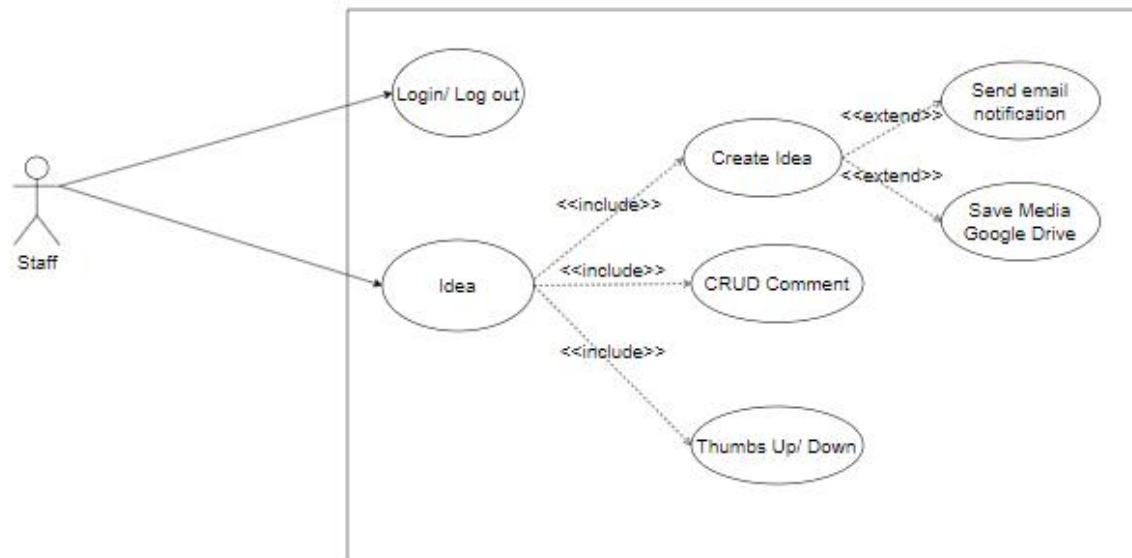 Login/ Log out
Send email
notification
<<extend>>
Create Idea
<<extend>>
Save Media
Google Drive
<<include>>
Staff
Idea
<<include>>
CRUD Comment
<<include>>
Thumbs Up/ Down